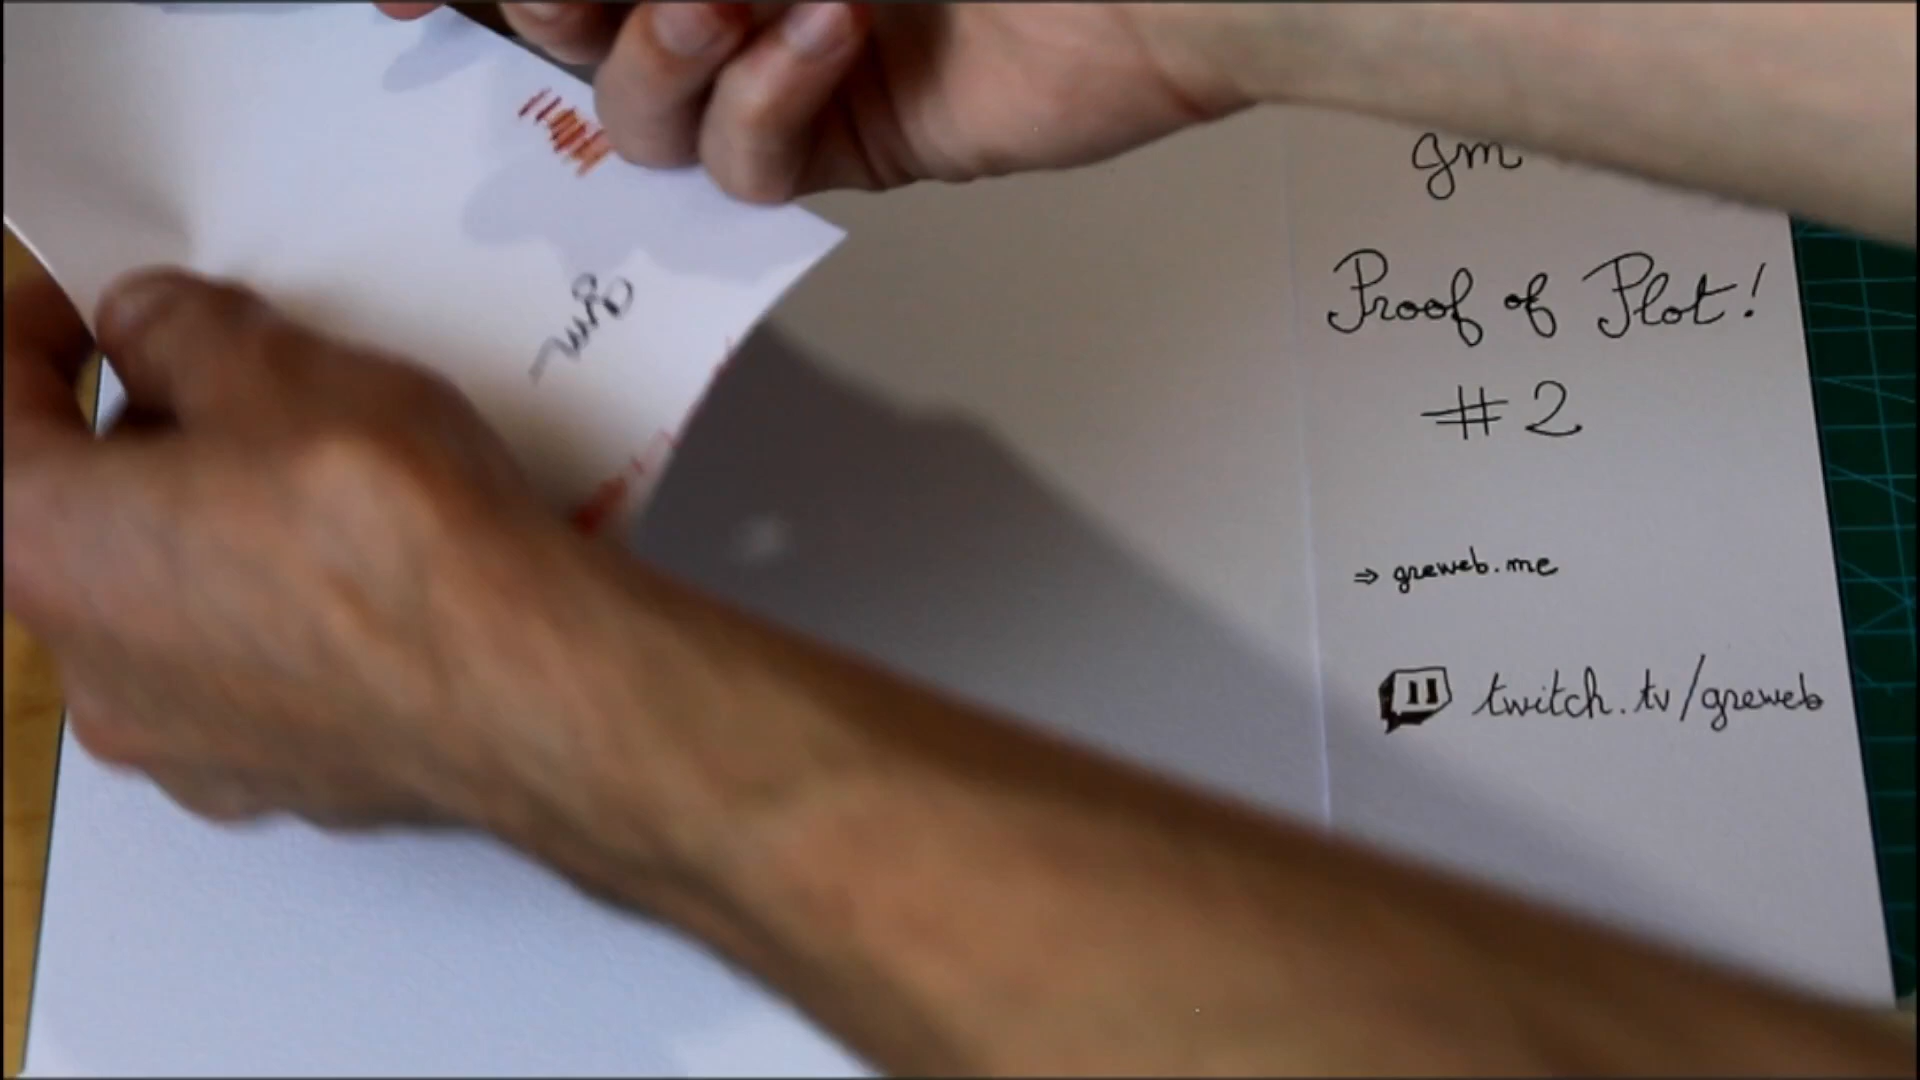 gm
gm
Proof of Plot!
#2
⇒ greweb.me
twitch.tv/greweb